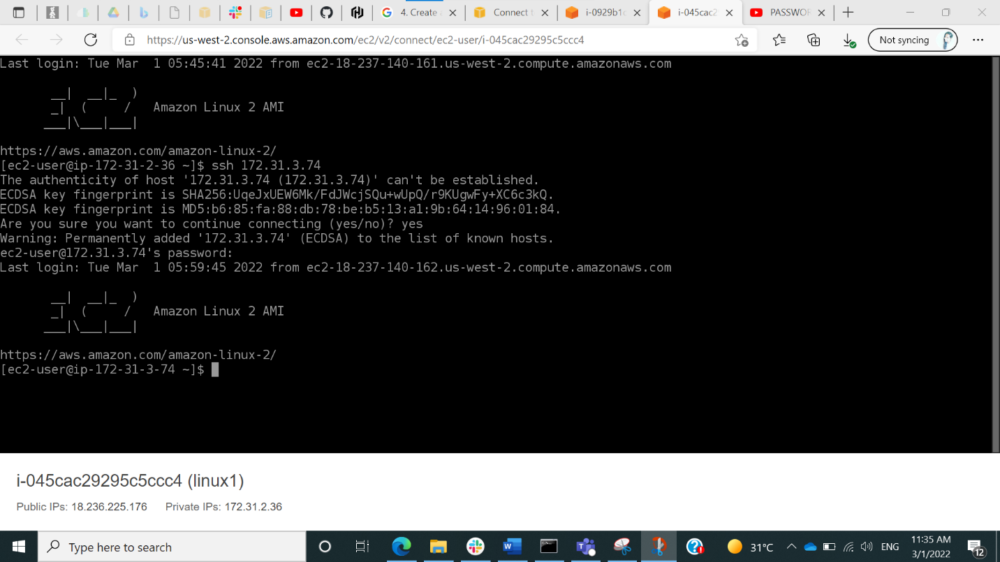 4. Create
Connect t
i-0929b1c
i-045cac2
PASSWOR
https://us-west-2.console.aws.amazon.com/ec2/v2/connect/ec2-user/i-045cac29295c5ccc4
Not syncing
Last login: Tue Mar  1 05:45:41 2022 from ec2-18-237-140-161.us-west-2.compute.amazonaws.com
       __|  __|_  )
       _|  (     /   Amazon Linux 2 AMI
      ___|\___|___|
https://aws.amazon.com/amazon-linux-2/
[ec2-user@ip-172-31-2-36 ~]$ ssh 172.31.3.74
The authenticity of host '172.31.3.74 (172.31.3.74)' can't be established.
ECDSA key fingerprint is SHA256:UqeJxUEW6Mk/FdJWcjSQu+wUpQ/r9KUgwFy+XC6c3kQ.
ECDSA key fingerprint is MD5:b6:85:fa:88:db:78:be:b5:13:a1:9b:64:14:96:01:84.
Are you sure you want to continue connecting (yes/no)? yes
Warning: Permanently added '172.31.3.74' (ECDSA) to the list of known hosts.
ec2-user@172.31.3.74's password:
Last login: Tue Mar  1 05:59:45 2022 from ec2-18-237-140-162.us-west-2.compute.amazonaws.com
       __|  __|_  )
       _|  (     /   Amazon Linux 2 AMI
      ___|\___|___|
https://aws.amazon.com/amazon-linux-2/
[ec2-user@ip-172-31-3-74 ~]$
i-045cac29295c5ccc4 (linux1)
Public IPs: 18.236.225.176 Private IPs: 172.31.2.36
Type here to search
31°C
ENG
11:35 AM
3/1/2022
12